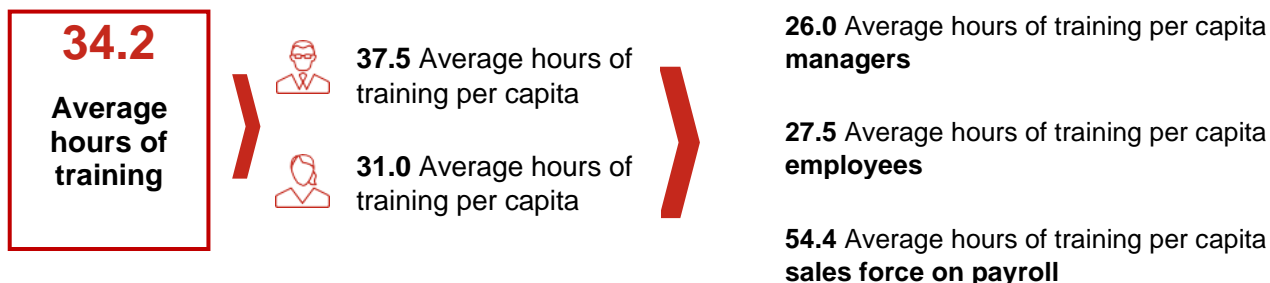 34.2
Average
hours of
training
37.5 Average hours of
training per capita
31.0 Average hours of
training per capita
26.0 Average hours of training per capita
managers
27.5 Average hours of training per capita
employees
54.4 Average hours of training per capita
sales force on payroll